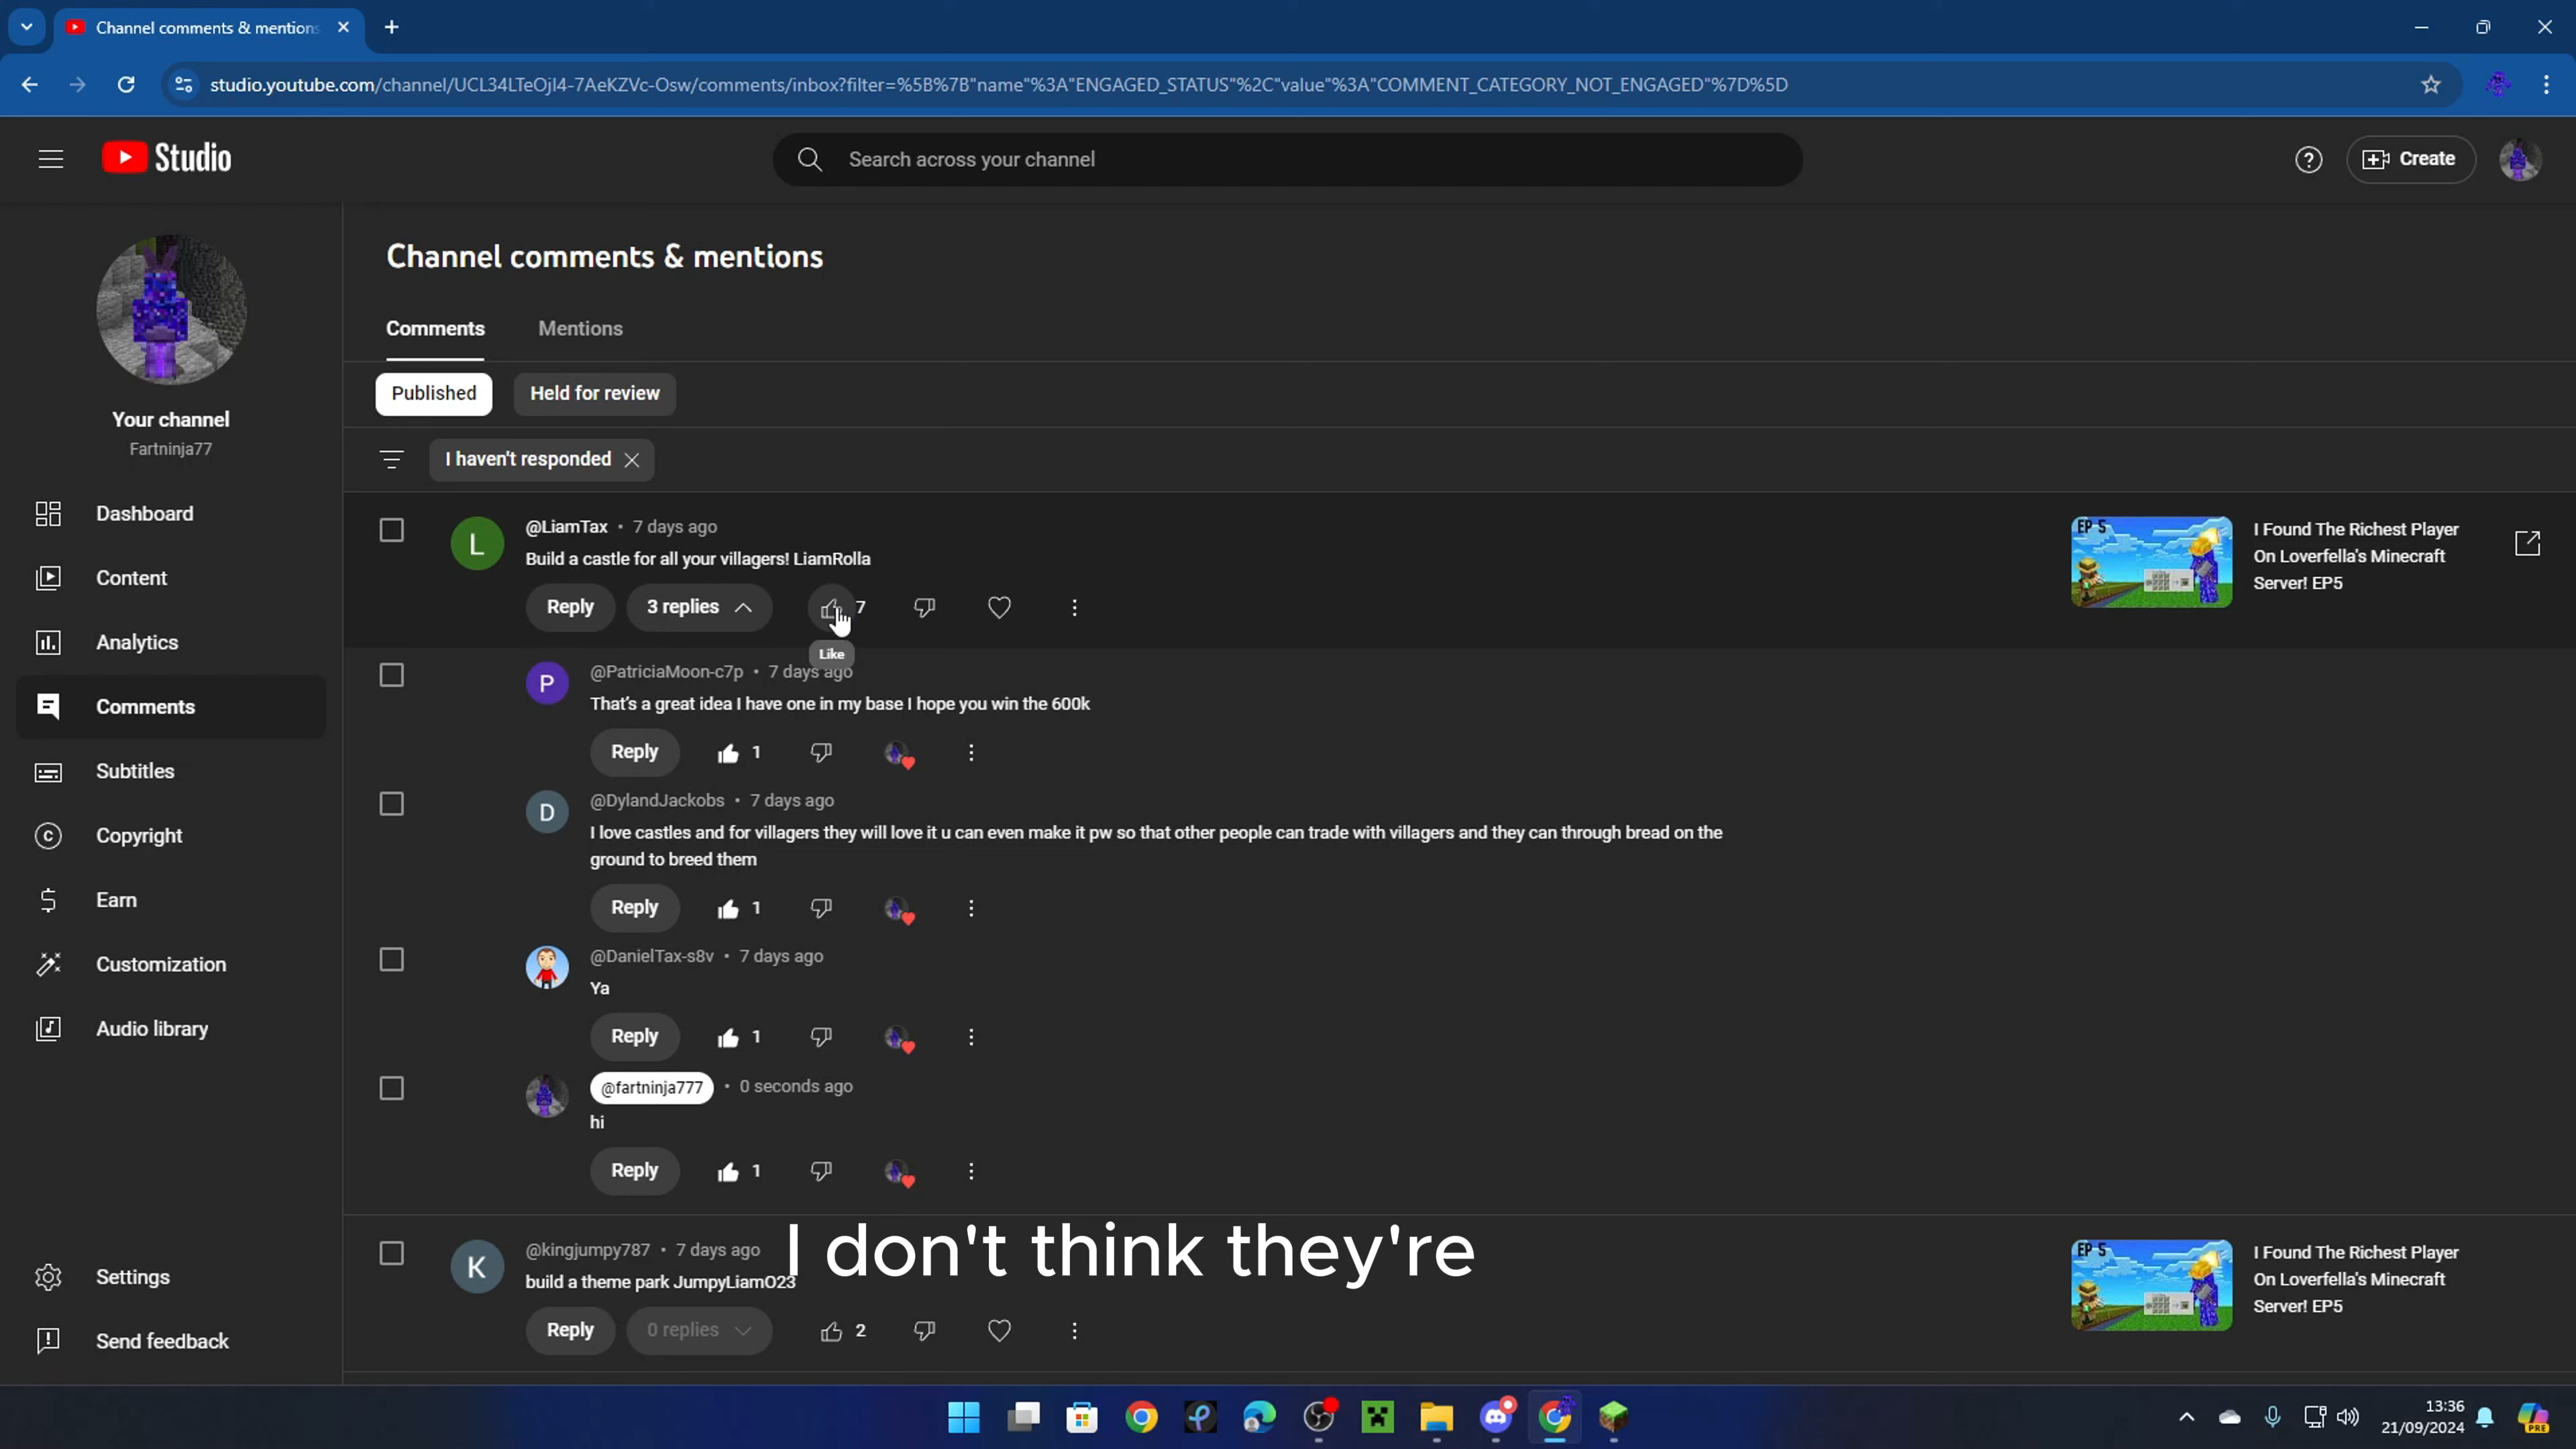 Channel comments & mentions
studio.youtube.com/channel/UCL34LTeOjI4-7AeKZVc-Osw/comments/inbox?filter=%5B%7B"name"%3A"ENGAGED_STATUS"%2C"value"%3A"COMMENT_CATEGORY_NOT_ENGAGED"%7D%5D
Studio
Search across your channel
Create
Your channel
Fartninja77
Dashboard
Content
Analytics
Comments
Subtitles
Copyright
Earn
Customization
Audio library
Settings
Send feedback
Channel comments & mentions
Comments
Mentions
Published
Held for review
I haven't responded
@LiamTax • 7 days ago
Build a castle for all your villagers! LiamRolla
Reply
3 replies
7
Like
EP 5
I Found The Richest Player
On Loverfella's Minecraft
Server! EP5
@PatriciaMoon-c7p • 7 days ago
That's a great idea I have one in my base I hope you win the 600k
Reply
1
@DylandJackobs • 7 days ago
I love castles and for villagers they will love it u can even make it pw so that other people can trade with villagers and they can through bread on the
ground to breed them
Reply
1
@DanielTax-s8v • 7 days ago
Ya
Reply
1
@fartninja777 • 0 seconds ago
hi
Reply
1
@kingjumpy787 • 7 days ago
build a theme park JumpyLiamO23
Reply
0 replies
2
EP 5
I Found The Richest Player
On Loverfella's Minecraft
Server! EP5
I don't think they're
13:36
21/09/2024
PRE